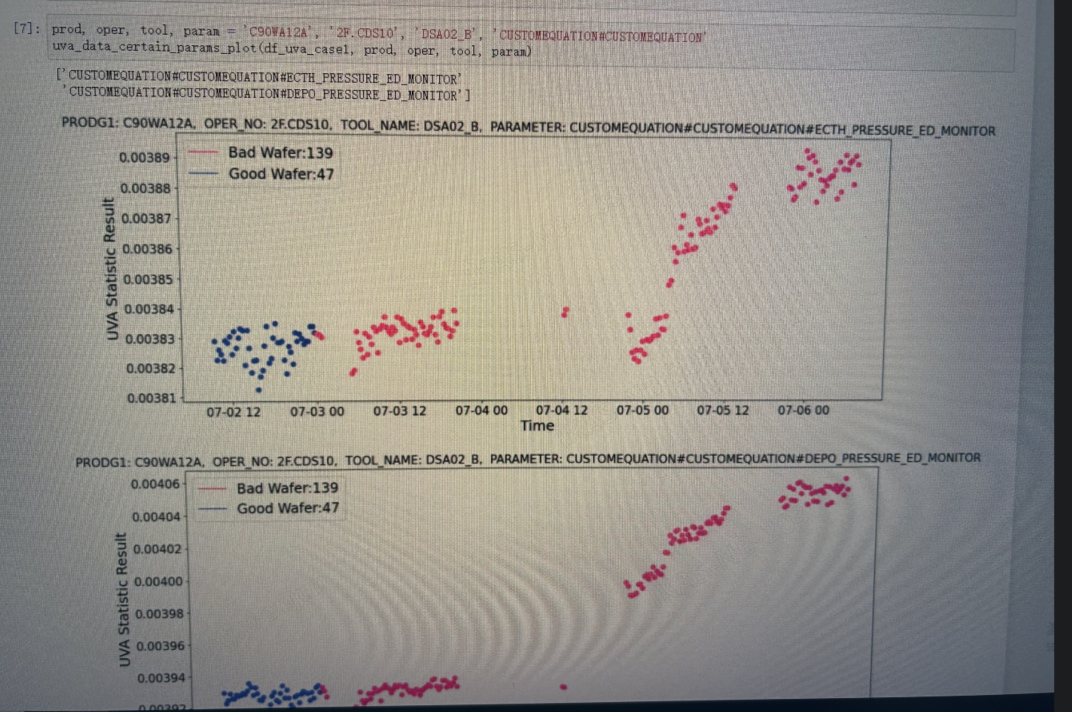 [7]: prod, oper, tool, param = 'C90WA12A', '2F.CDS10', 'DSA02_B', 'CUSTOMEQUATION#CUSTOMEQUATION'
uva_data_certain_params_plot(df_uva_case1, prod, oper, tool, param)
['CUSTOMEQUATION#CUSTOMEQUATION#ECTH_PRESSURE_ED_MONITOR'
'CUSTOMEQUATION#CUSTOMEQUATION#DEPO_PRESSURE_ED_MONITOR']
PRODG1: C90WA12A, OPER_NO: 2F.CDS10, TOOL_NAME: DSA02_B, PARAMETER: CUSTOMEQUATION#CUSTOMEQUATION#ECTH_PRESSURE_ED_MONITOR
Bad Wafer:139
Good Wafer:47
UVA Statistic Result
0.00389
0.00388
0.00387
0.00386
0.00385
0.00384
0.00383
0.00382
0.00381
07-02 12 07-03 00 07-03 12 07-04 00 07-04 12 07-05 00 07-05 12 07-06 00
Time
PRODG1: C90WA12A, OPER_NO: 2F.CDS10, TOOL_NAME: DSA02_B, PARAMETER: CUSTOMEQUATION#CUSTOMEQUATION#DEPO_PRESSURE_ED_MONITOR
Bad Wafer:139
Good Wafer:47
UVA Statistic Result
0.00406
0.00404
0.00402
0.00400
0.00398
0.00396
0.00394
0.00392